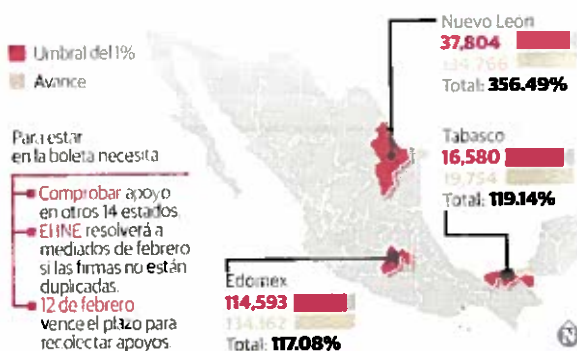 Umbral del 1%
Avance
Para estar
en la boleta necesita
Comprobar apoyo
en otros 14 estados.
El INE resolverá a
mediados de febrero
si las firmas no están
duplicadas.
12 de febrero
vence el plazo para
recolectar apoyos.
Nuevo León
37,804
134,766
Total: 356.49%
Tabasco
16,580
19,754
Total: 119.14%
Edomex
114,593
134,162
Total: 117.08%
N